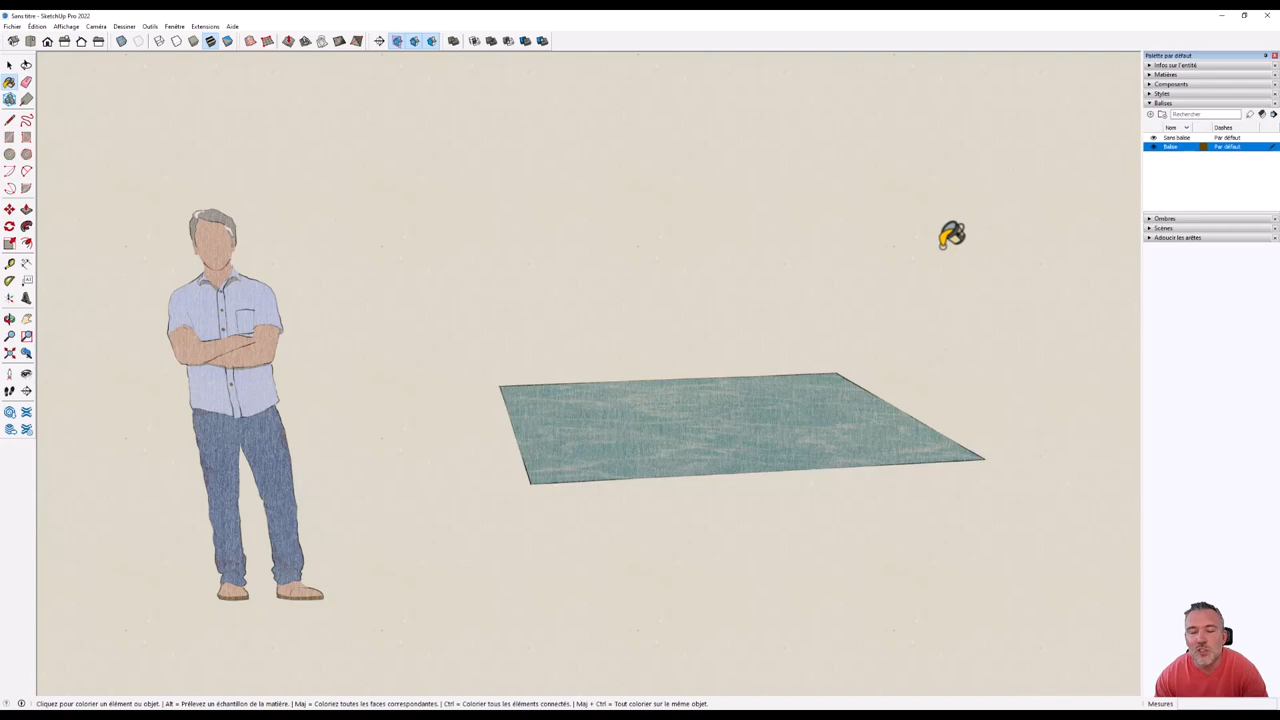 Sans titre - SketchUp Pro 2022
Fichier Édition Affichage Caméra Dessiner Outils Fenêtre Extensions Aide
Palette par défaut
Infos sur l'entité
Matières
Composants
Styles
Balises
Rechercher
Nom Dashes
Sans balise Par défaut
Balise Par défaut
Ombres
Scènes
Adoucir les arêtes
Cliquez pour colorier un élément ou objet. | Alt = Prélevez un échantillon de la matière. | Maj = Coloriez toutes les faces correspondantes. | Ctrl = Colorier tous les éléments connectés. | Maj + Ctrl = Tout colorier sur le même objet.
Mesures